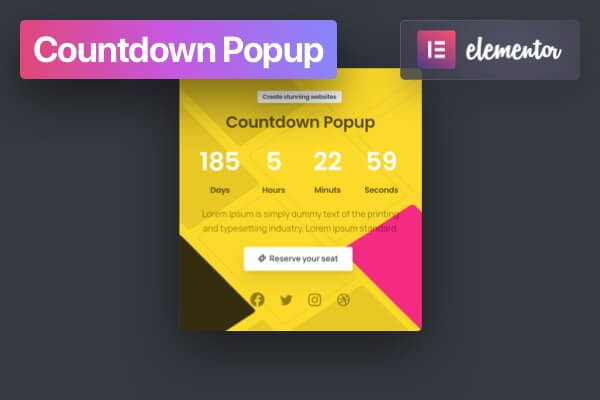 Countdown Popup
elementor
Create stunning websites
Countdown Popup
185 5 22 59
Days Hours Minuts Seconds
Lorem Ipsum is simply dummy text of the printing
and typesetting industry. Lorem Ipsum standard.
Reserve your seat